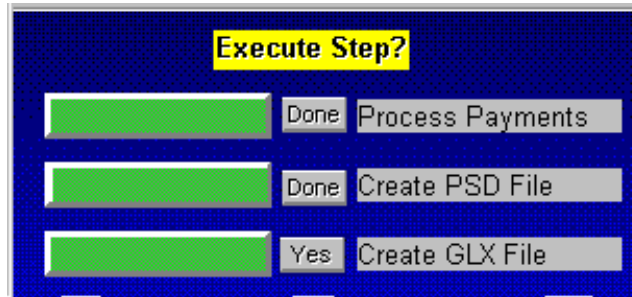 Execute Step?
Done Process Payments
Done Create PSD File
Yes Create GLX File